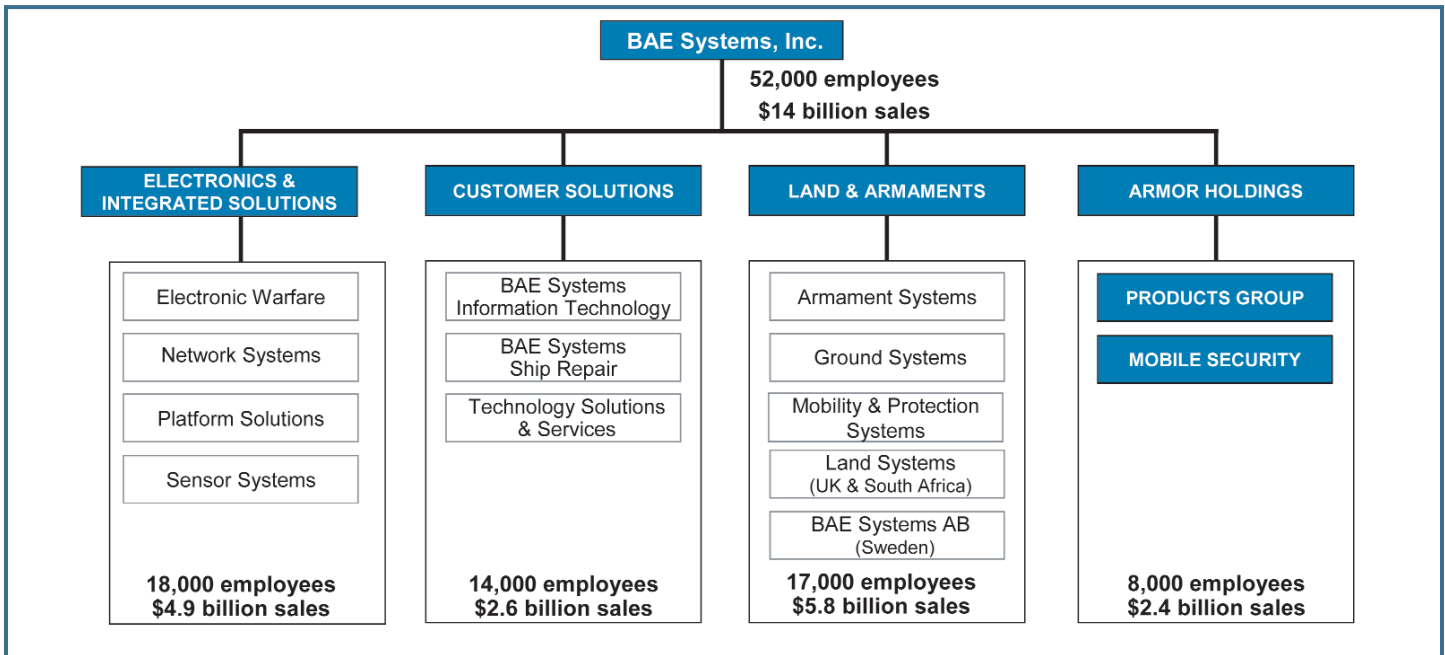 BAE Systems, Inc.
52,000 employees
$14 billion sales
ELECTRONICS &
INTEGRATED SOLUTIONS
Electronic Warfare
Network Systems
Platform Solutions
Sensor Systems
18,000 employees
$4.9 billion sales
CUSTOMER SOLUTIONS
BAE Systems
Information Technology
BAE Systems
Ship Repair
Technology Solutions
& Services
14,000 employees
$2.6 billion sales
LAND & ARMAMENTS
Armament Systems
Ground Systems
Mobility & Protection
Systems
Land Systems
(UK & South Africa)
BAE Systems AB
(Sweden)
17,000 employees
$5.8 billion sales
ARMOR HOLDINGS
PRODUCTS GROUP
MOBILE SECURITY
8,000 employees
$2.4 billion sales